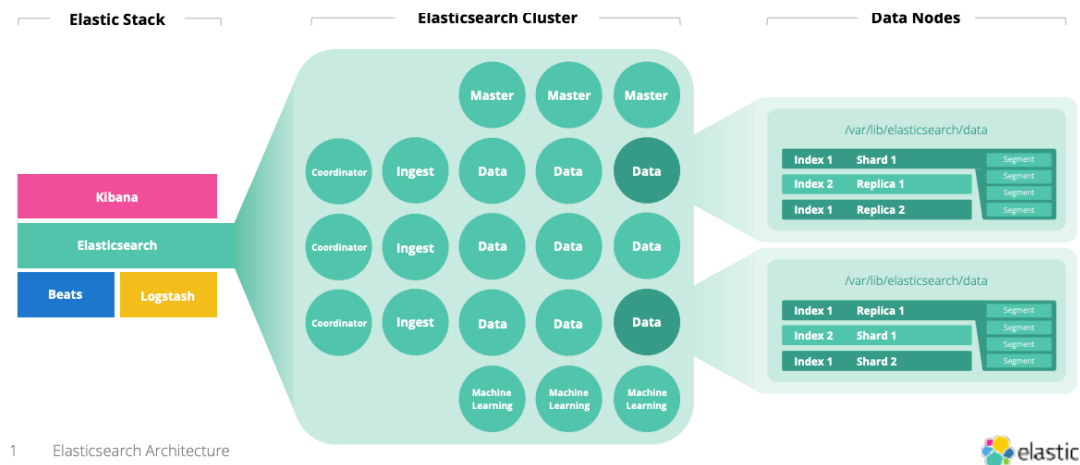 Elastic Stack
Elasticsearch Cluster
Data Nodes
Kibana
Elasticsearch
Beats
Logstash
Master
Master
Master
Coordinator
Ingest
Data
Data
Data
Coordinator
Ingest
Data
Data
Data
Coordinator
Ingest
Data
Data
Data
Machine
Learning
Machine
Learning
Machine
Learning
/var/lib/elasticsearch/data
Index 1 Shard 1
Index 2 Replica 1
Index 1 Replica 2
Segment
Segment
Segment
Segment
/var/lib/elasticsearch/data
Index 1 Replica 1
Index 2 Shard 1
Index 1 Shard 2
Segment
Segment
Segment
Segment
1 Elasticsearch Architecture
elastic